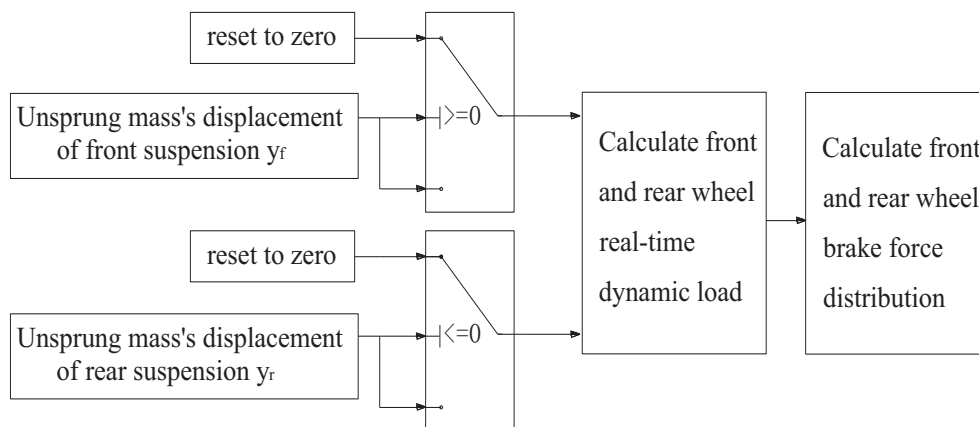 reset to zero
Unsprung mass's displacement
of front suspension yf
>=0
reset to zero
Unsprung mass's displacement
of rear suspension yr
<=0
Calculate front
and rear wheel
real-time
dynamic load
Calculate front
and rear wheel
brake force
distribution